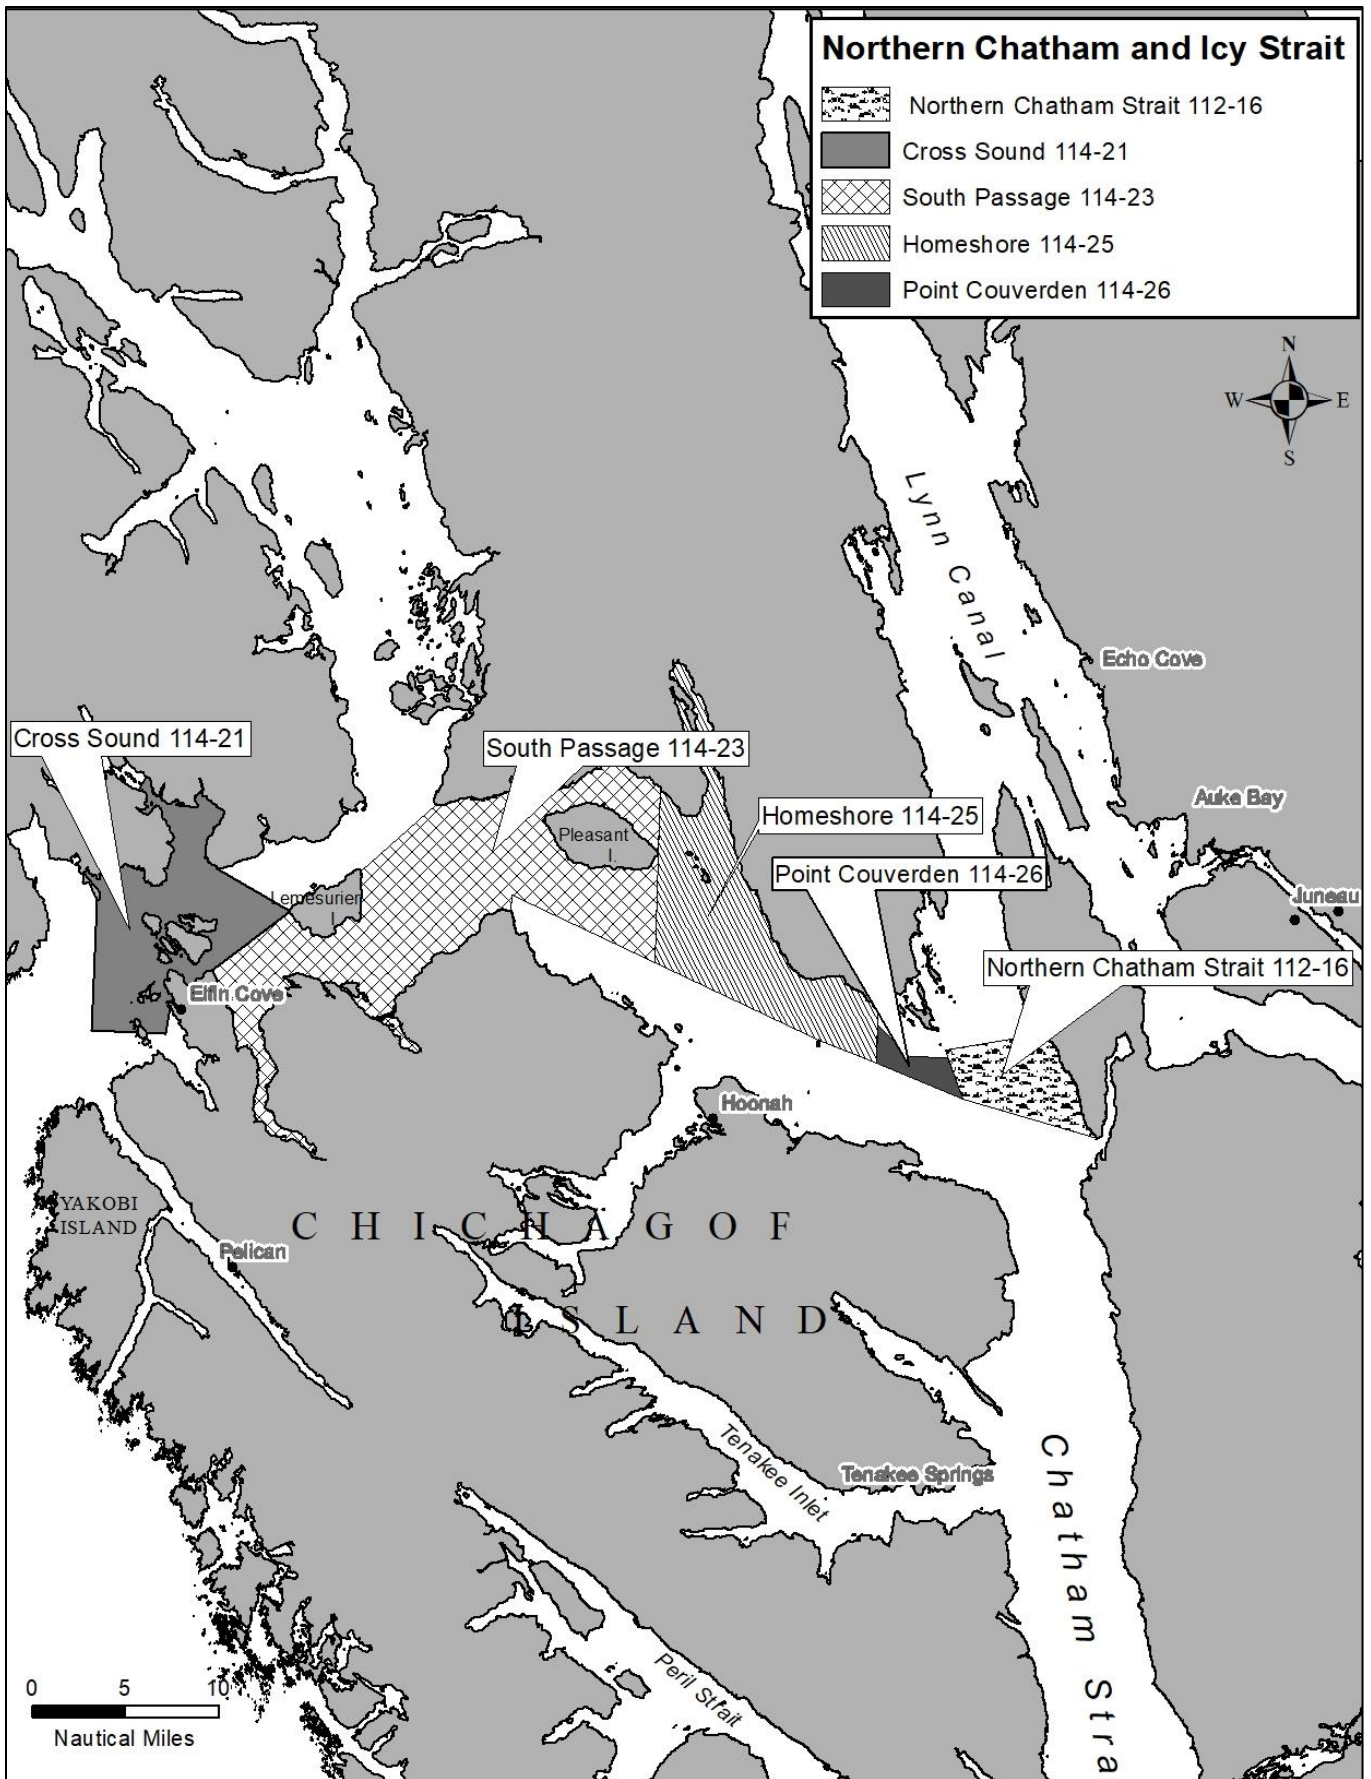 Northern Chatham and Icy Strait
Northern Chatham Strait 112-16
Cross Sound 114-21
South Passage 114-23
Homeshore 114-25
Point Couverden 114-26
N
W
E
S
Lynn Canal
Echo Cove
Cross Sound 114-21
South Passage 114-23
Auke Bay
Homeshore 114-25
Pleasant
I.
Point Couverden 114-26
Lemesurier
I.
Juneau
Northern Chatham Strait 112-16
Elfin Cove
Hoonah
YAKOBI
ISLAND
CHICHAGOF
Pelican
ISLAND
Tenakee Inlet
Tenakee Springs
Chatham Stra
Peril Strait
0 5 10
Nautical Miles